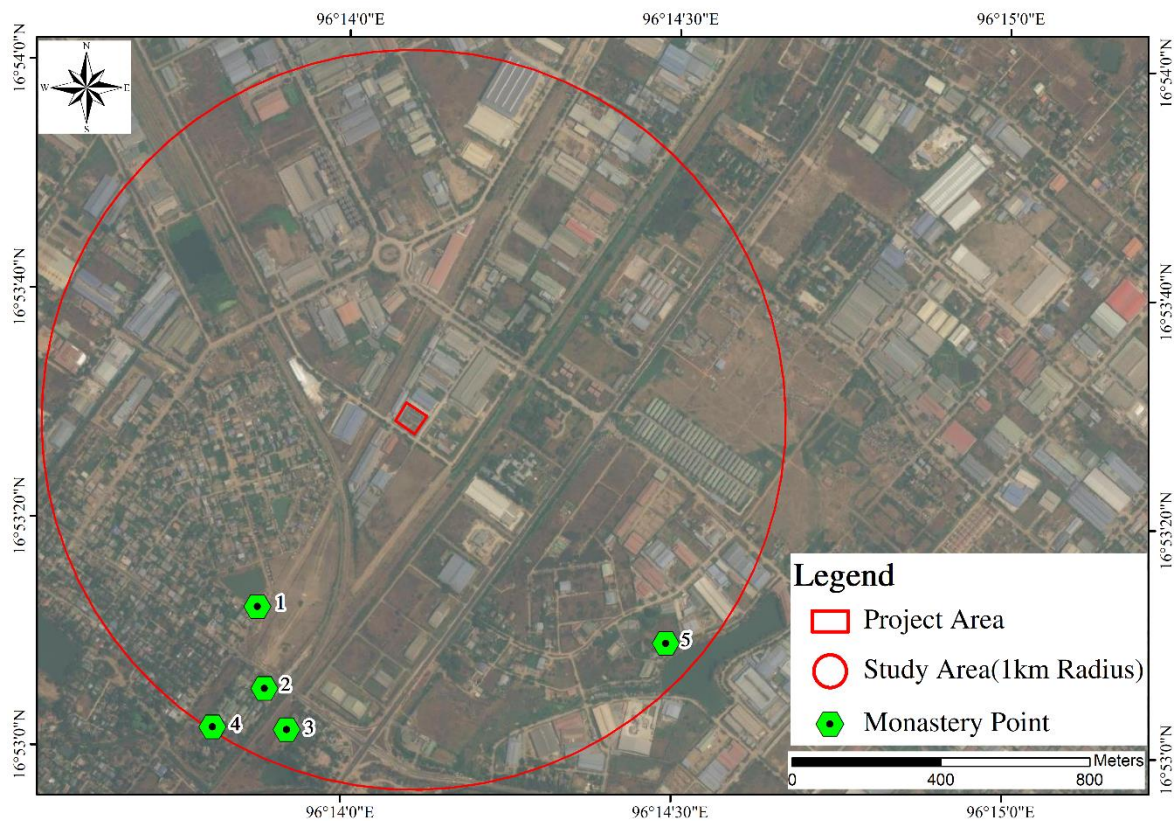 96°14'0"E
96°14'30"E
96°15'0"E
16°54'0"N
16°54'0"N
N
W
E
S
16°53'40"N
16°53'40"N
16°53'20"N
16°53'20"N
1
2
3
4
5
Legend
Project Area
Study Area(1km Radius)
Monastery Point
Meters
0
400
800
16°53'0"N
16°53'0"N
96°14'0"E
96°14'30"E
96°15'0"E